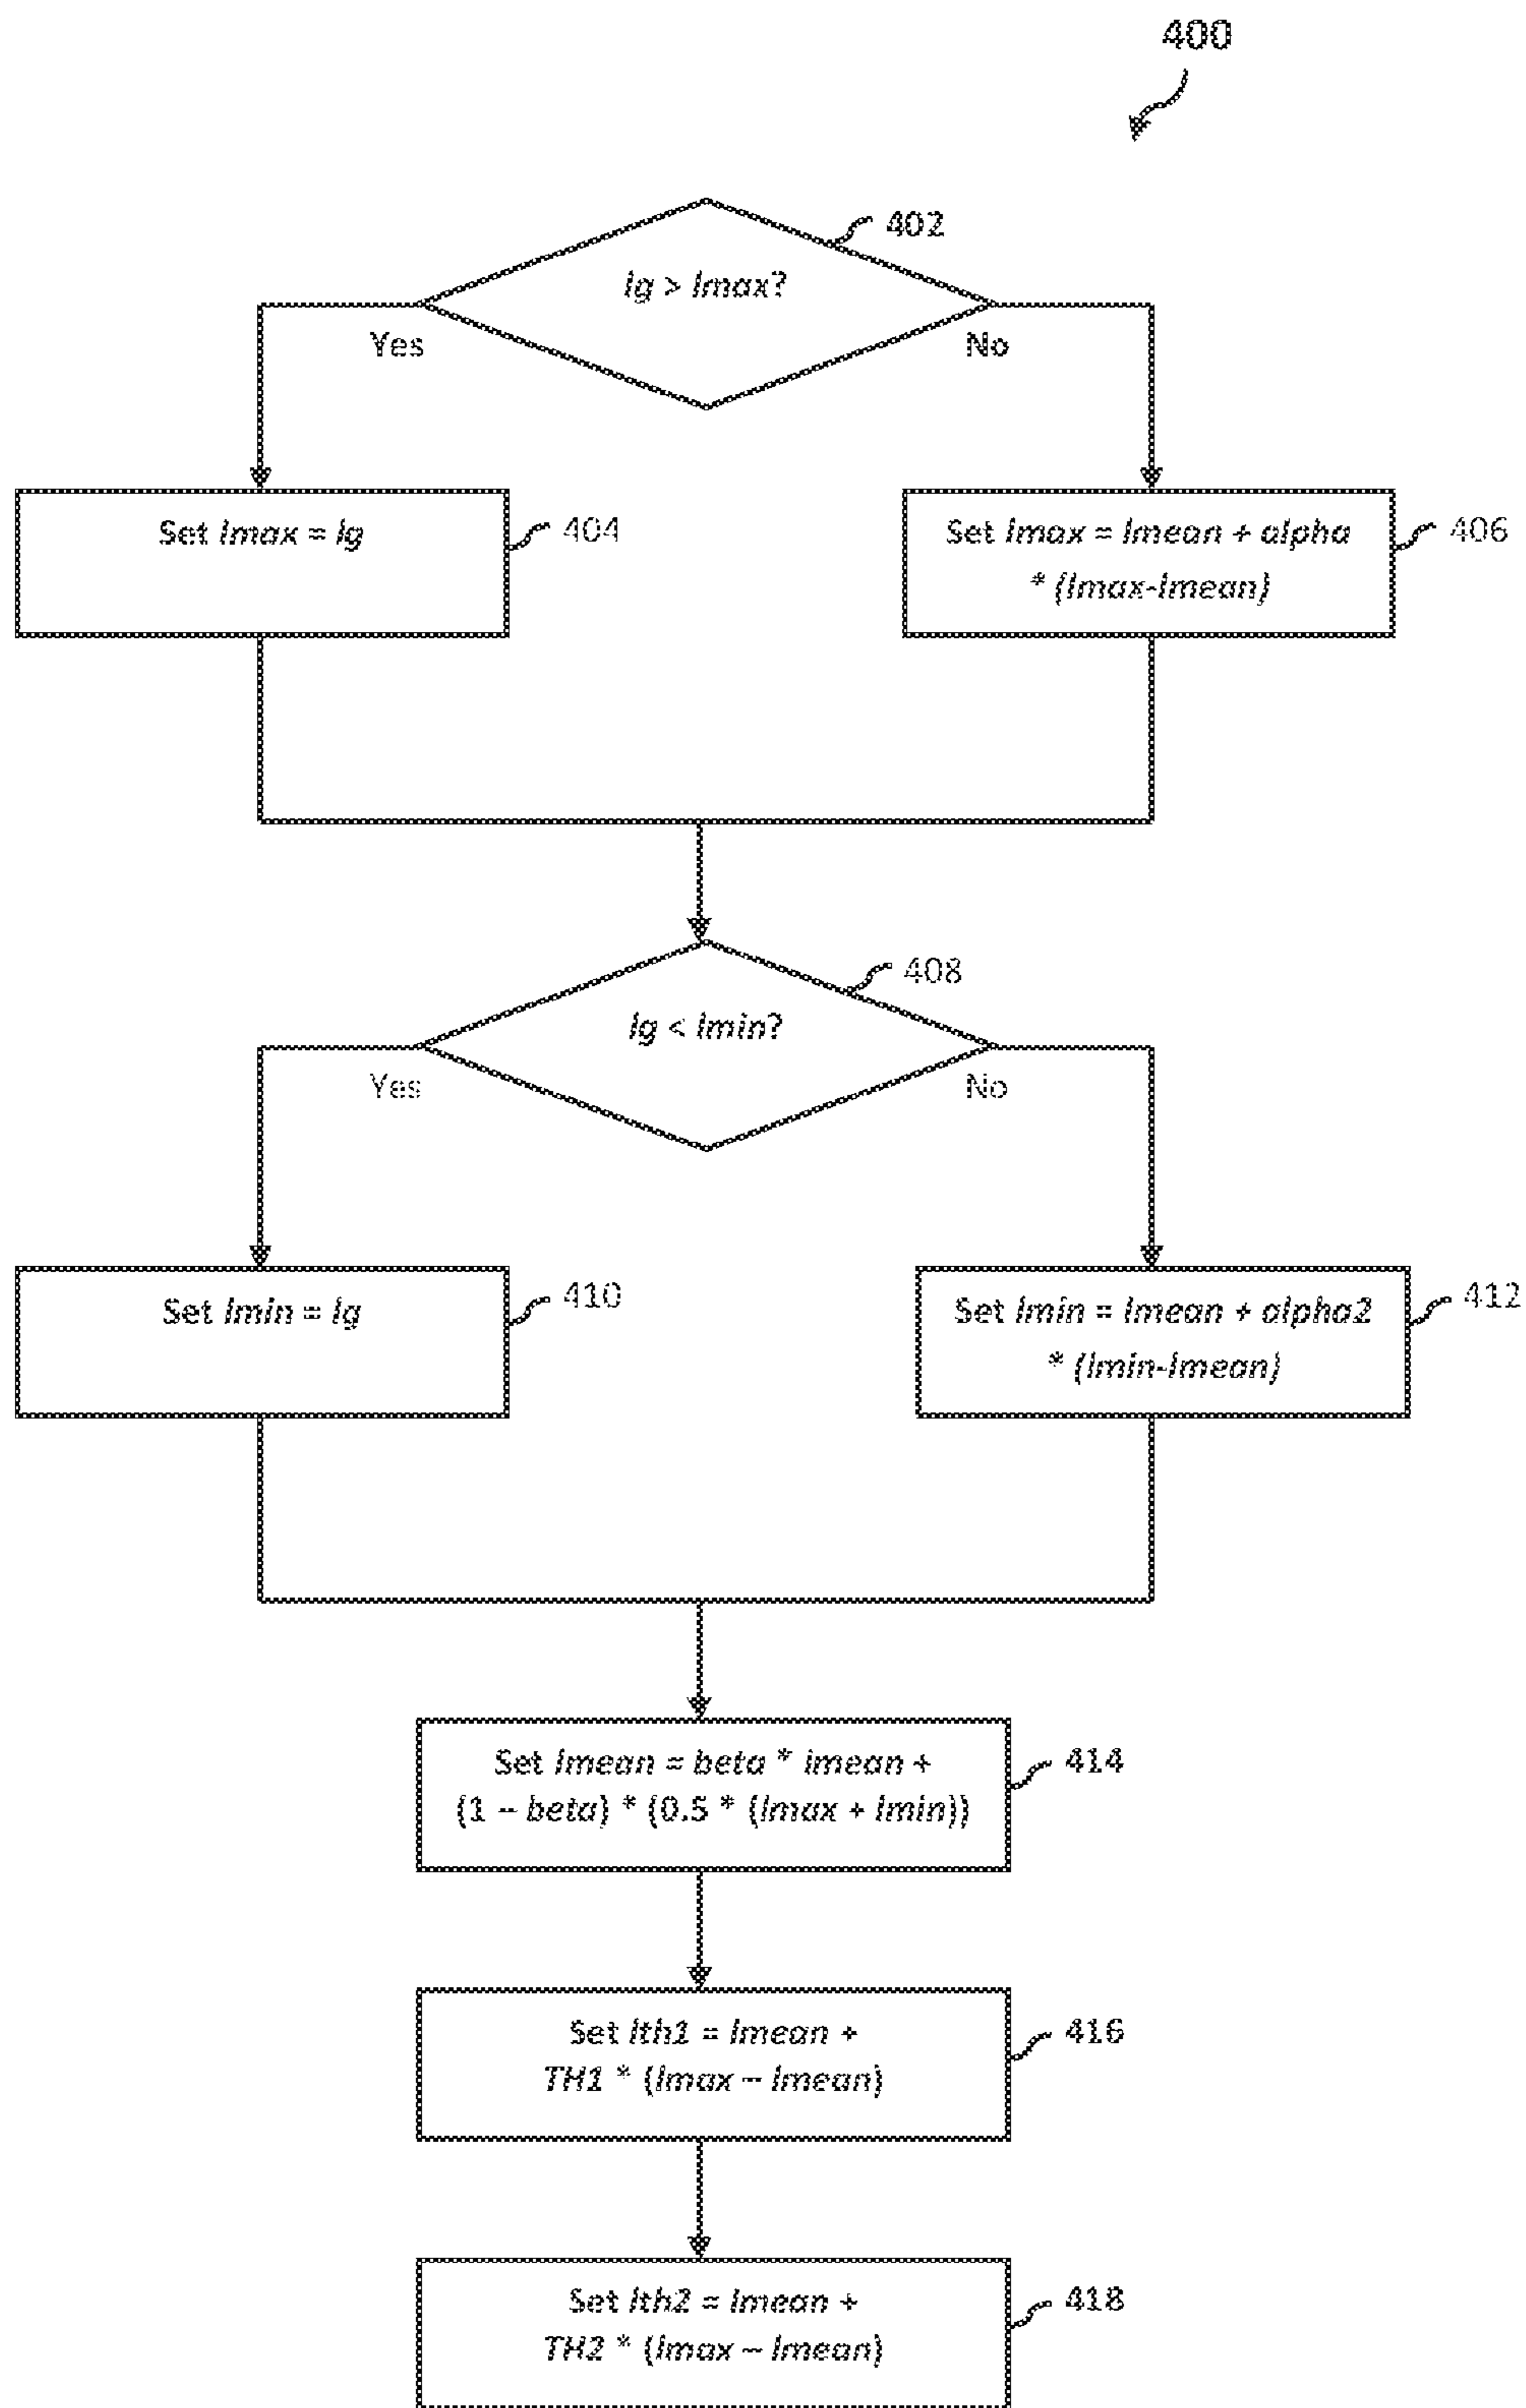 400
402
Ig > Imax?
Yes
No
Set Imax = Ig
404
Set Imax = Imean + alpha
* (Imax-Imean)
406
408
Ig < Imin?
Yes
No
Set Imin = Ig
410
Set Imin = Imean + alpha2
* (Imin-Imean)
412
Set Imean = beta * imean +
(1 – beta) * (0.5 * (Imax + Imin))
414
Set Ith1 = Imean +
TH1 * (Imax – Imean)
416
Set Ith2 = Imean +
TH2 * (Imax – Imean)
418